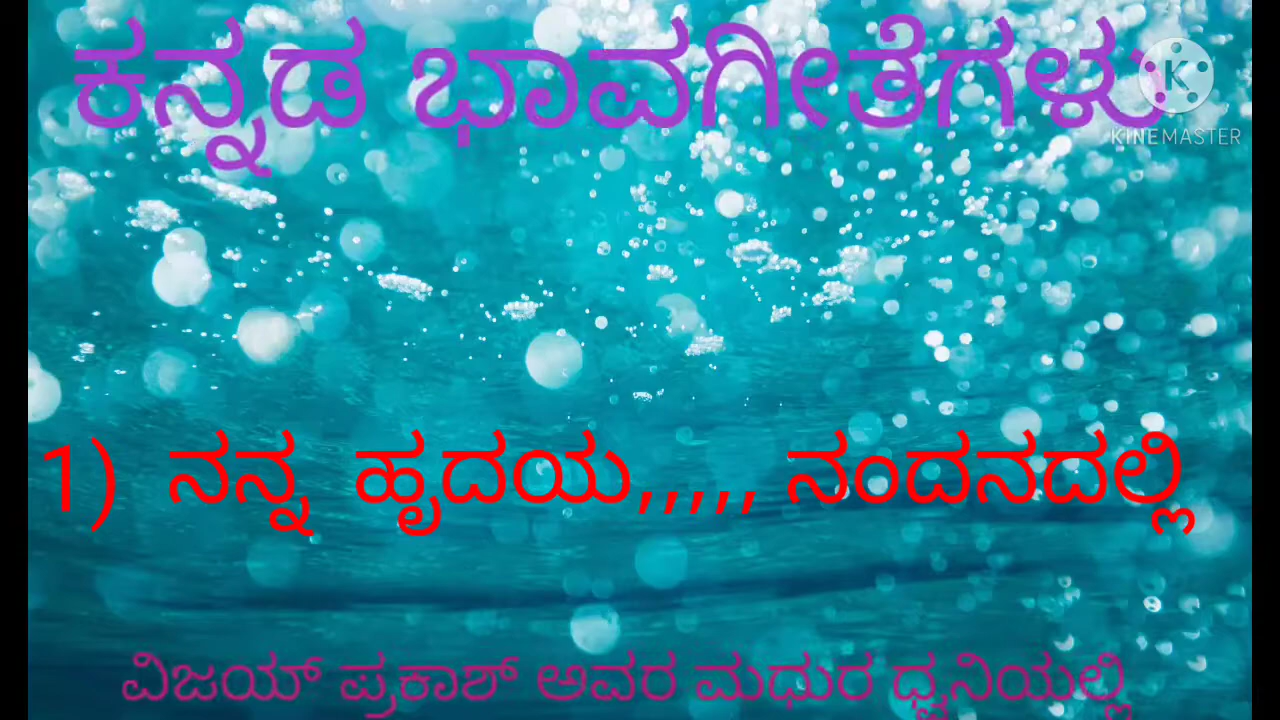 ಕನ್ನಡ ಭಾವಗೀತೆಗಳು
K
KINEMASTER
1) ನನ್ನ ಹೃದಯ,,,,, ನಂದನದಲ್ಲಿ
ವಿಜಯ್ ಪ್ರಕಾಶ್ ಅವರ ಮಧುರ ಧ್ವನಿಯಲ್ಲಿ